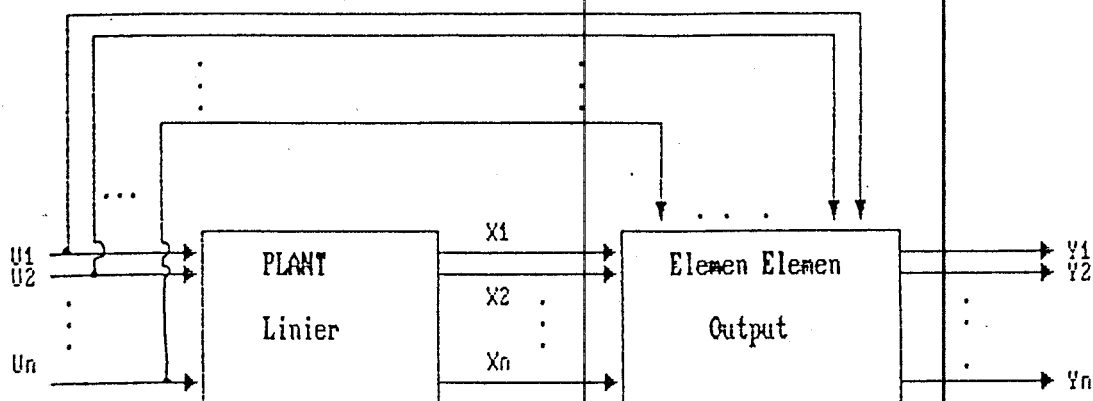 U1
U2
Un
PLANT
Linier
X1
X2
Xn
Elemen Elemen
Output
Y1
Y2
Yn